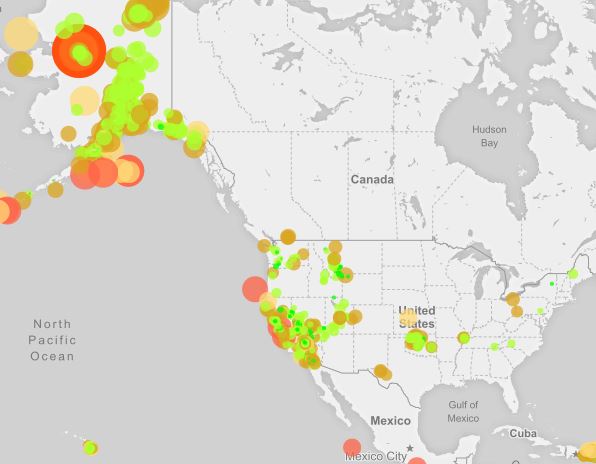 Hudson
Bay
Canada
United
States
North
Pacific
Ocean
Gulf of
Mexico
Mexico
Cuba
Mexico City